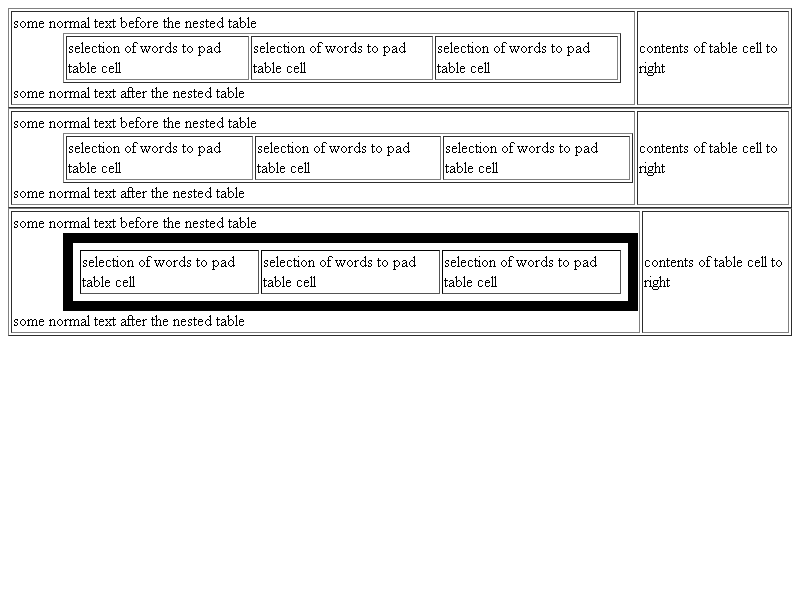 some normal text before the nested table
selection of words to pad selection of words to pad selection of words to pad
table cell table cell table cell
some normal text after the nested table
contents of table cell to
right
some normal text before the nested table
selection of words to pad selection of words to pad selection of words to pad
table cell table cell table cell
some normal text after the nested table
contents of table cell to
right
some normal text before the nested table
selection of words to pad selection of words to pad selection of words to pad
table cell table cell table cell
some normal text after the nested table
contents of table cell to
right